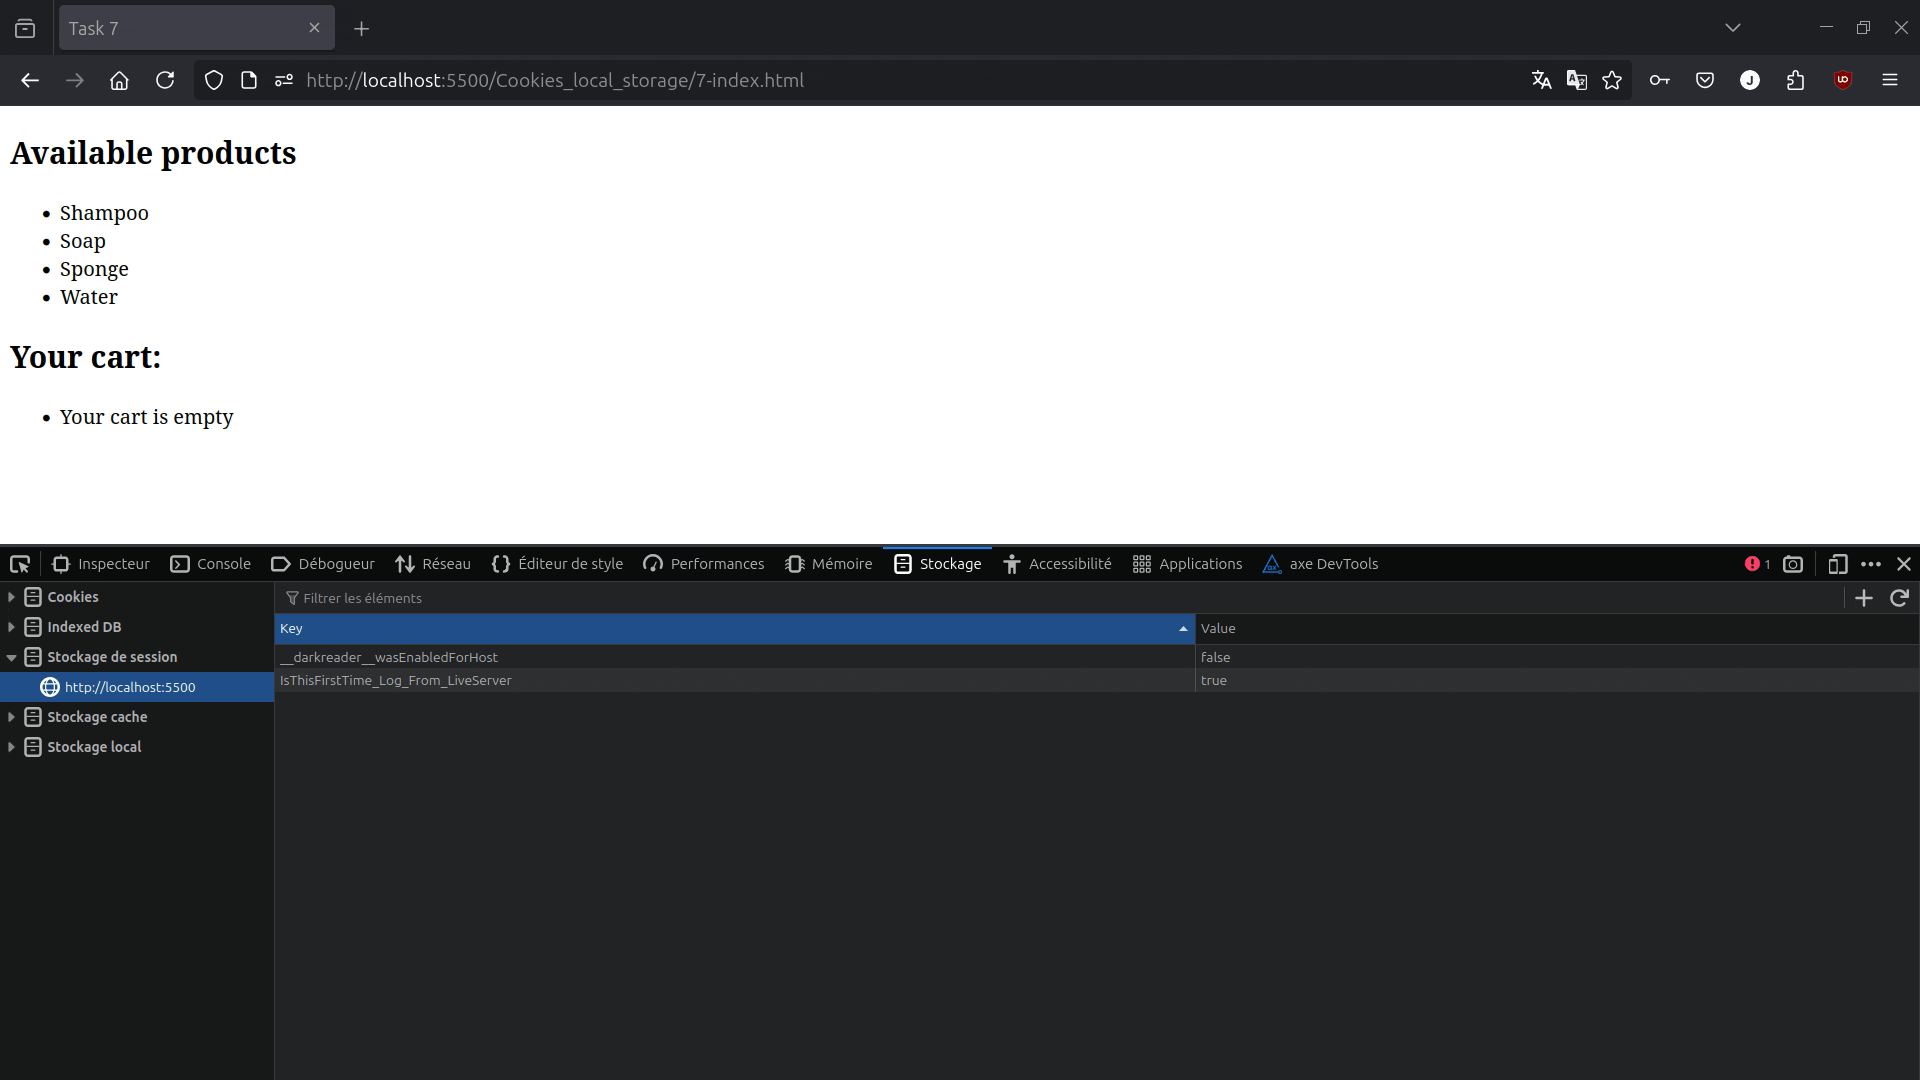 Task 7
http://localhost:5500/Cookies_local_storage/7-index.html
Available products
Shampoo
Soap
Sponge
Water
Your cart:
Your cart is empty
Inspecteur Console Débogueur Réseau Éditeur de style Performances Mémoire Stockage Accessibilité Applications axe DevTools 1
Cookies
Indexed DB
Stockage de session
http://localhost:5500
Stockage cache
Stockage local
Filtrer les éléments
Key Value
__darkreader__wasEnabledForHost false
IsThisFirstTime_Log_From_LiveServer true